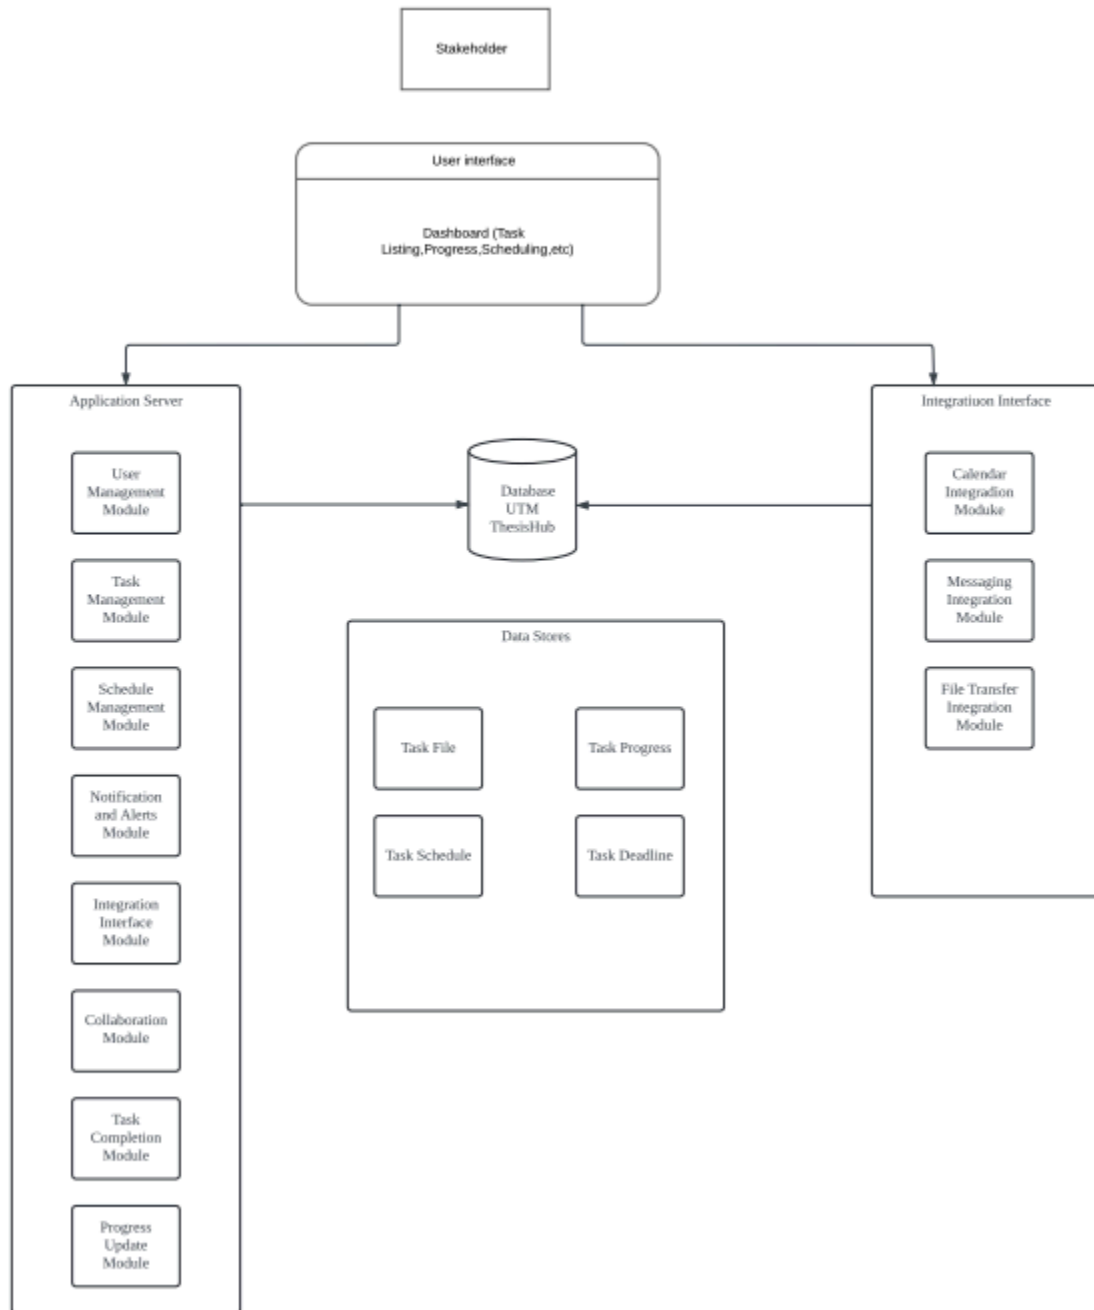 Stakeholder
User interface
Dashboard (Task
Listing,Progress,Scheduling,etc)
Application Server
User
Management
Module
Task
Management
Module
Schedule
Management
Module
Notification
and Alerts
Module
Integration
Interface
Module
Collaboration
Module
Task
Completion
Module
Progress
Update
Module
Database
UTM
ThesisHub
Data Stores
Task File
Task Progress
Task Schedule
Task Deadline
Integratiuon Interface
Calendar
Integradion
Moduke
Messaging
Integration
Module
File Transfer
Integration
Module